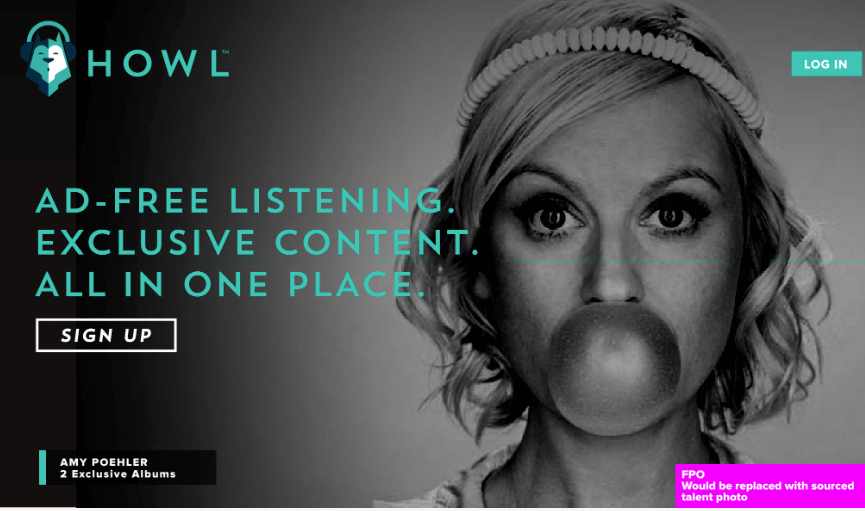 HOWL™
LOG IN
AD-FREE LISTENING.
EXCLUSIVE CONTENT.
ALL IN ONE PLACE.
SIGN UP
AMY POEHLER
2 Exclusive Albums
FPO
Would be replaced with sourced
talent photo